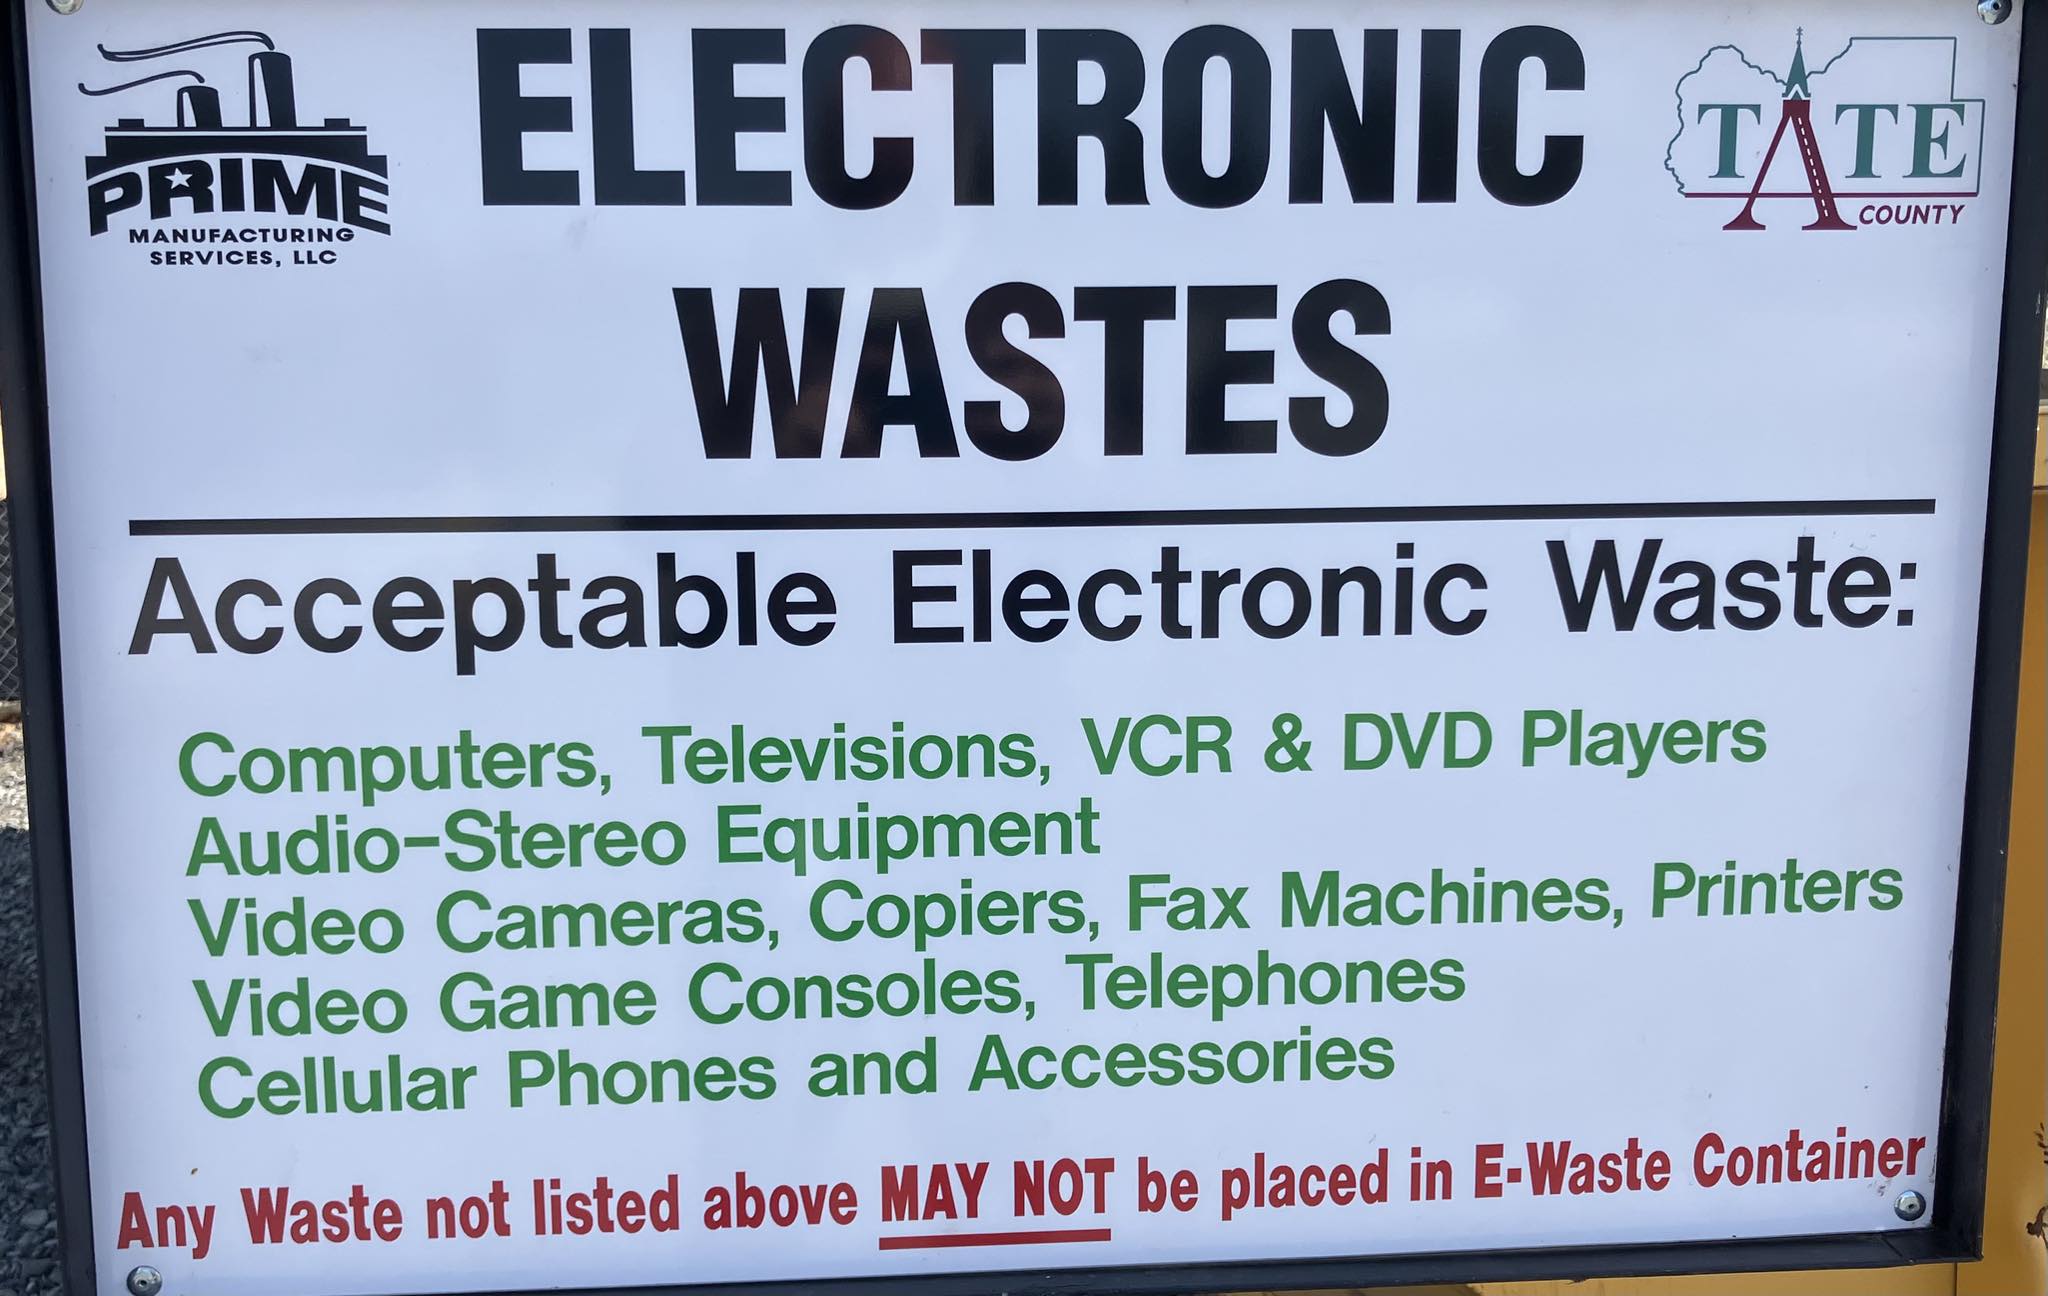 PRIME
MANUFACTURING
SERVICES, LLC
ELECTRONIC
WASTES
TATE
COUNTY
Acceptable Electronic Waste:
Computers, Televisions, VCR & DVD Players
Audio-Stereo Equipment
Video Cameras, Copiers, Fax Machines, Printers
Video Game Consoles, Telephones
Cellular Phones and Accessories
Any Waste not listed above MAY NOT be placed in E-Waste Container